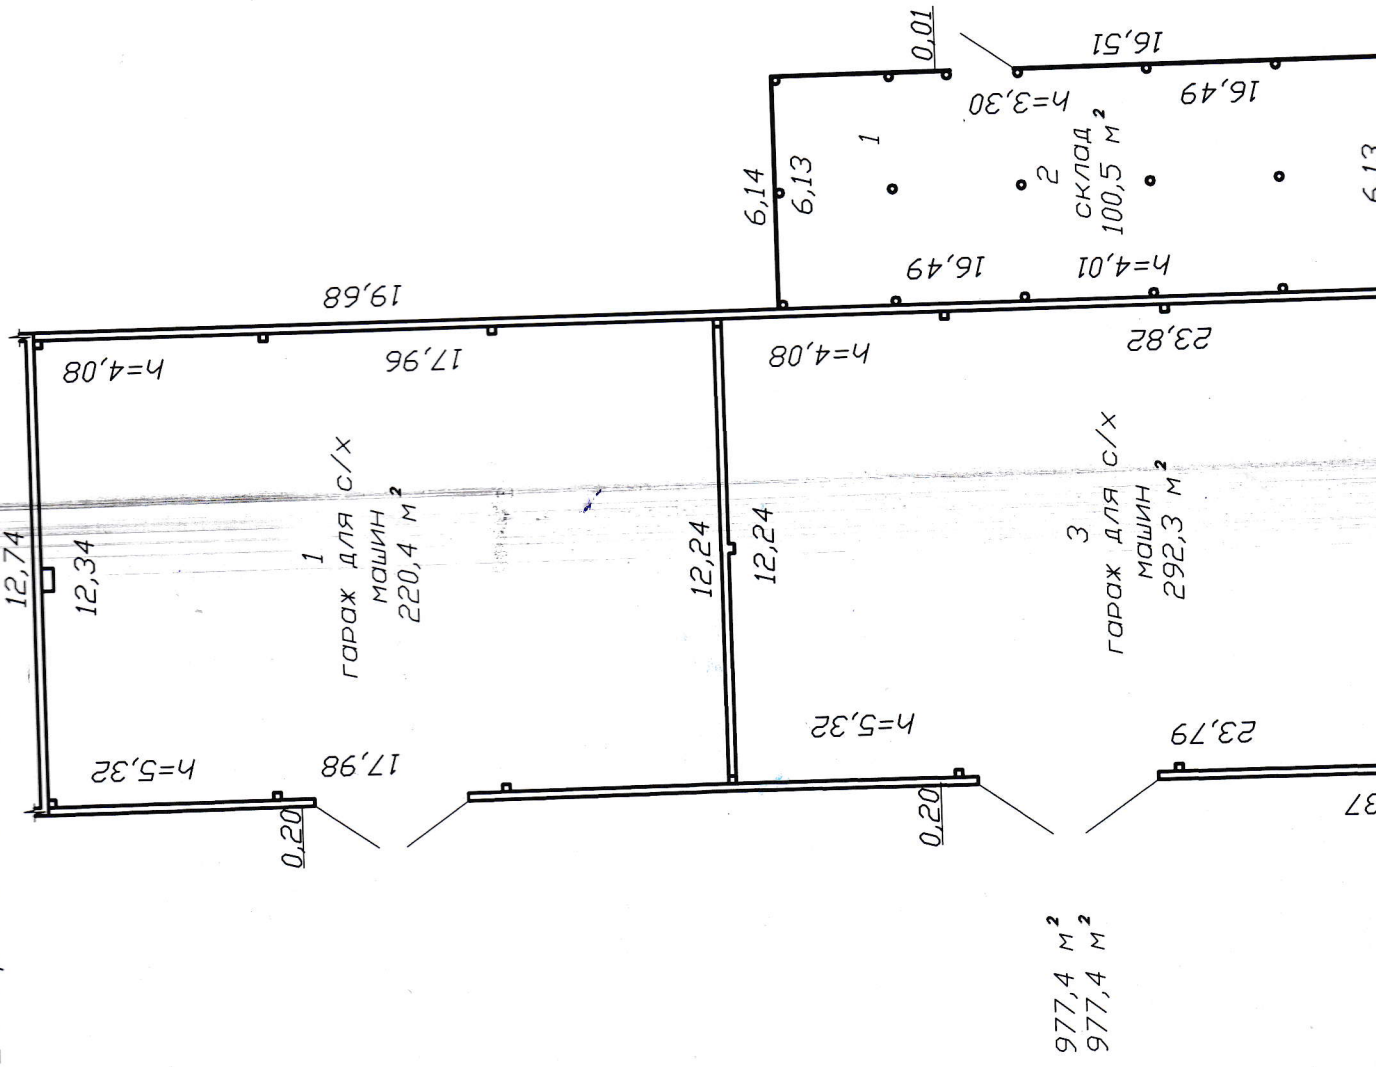 12,74
12,34
h=4,08
19,68
17,96
1
гараж для с/х
машин
220,4 м²
h=5,32
17,98
0,20
12,24
12,24
h=4,08
23,82
3
гараж для с/х
машин
292,3 м²
h=5,32
23,79
0,20
6,14
6,13
1
0,01
16,51
h=3,30
16,49
2
склад
100,5 м²
16,49
h=4,01
6,13
37
977,4 м²
977,4 м²